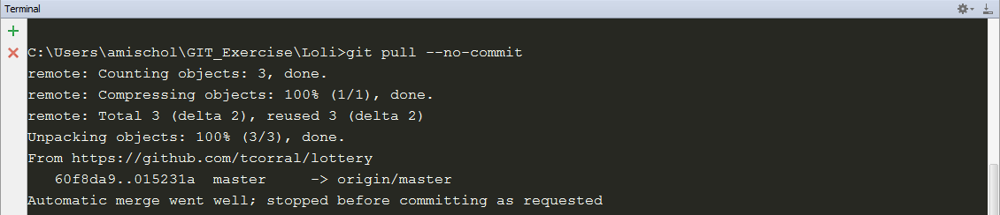 Terminal
C:\Users\amischol\GIT_Exercise\Loli>git pull --no-commit
remote: Counting objects: 3, done.
remote: Compressing objects: 100% (1/1), done.
remote: Total 3 (delta 2), reused 3 (delta 2)
Unpacking objects: 100% (3/3), done.
From https://github.com/tcorral/lottery
   60f8da9..015231a  master     -> origin/master
Automatic merge went well; stopped before committing as requested